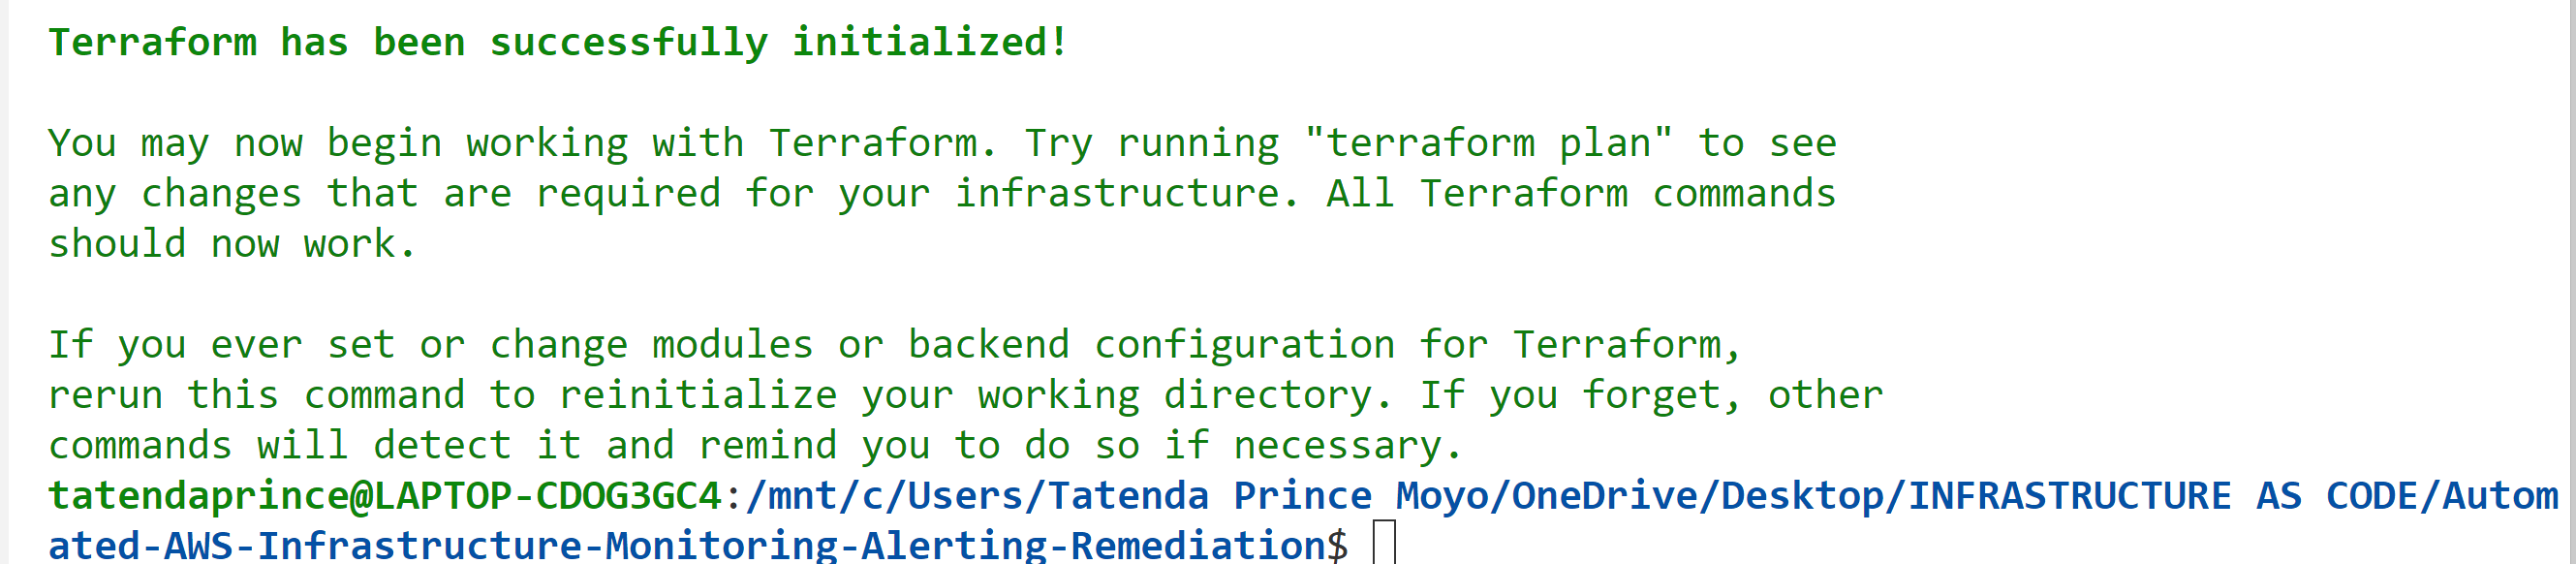 Terraform has been successfully initialized!
You may now begin working with Terraform. Try running "terraform plan" to see
any changes that are required for your infrastructure. All Terraform commands
should now work.
If you ever set or change modules or backend configuration for Terraform,
rerun this command to reinitialize your working directory. If you forget, other
commands will detect it and remind you to do so if necessary.
tatendaprince@LAPTOP-CDOG3GC4:/mnt/c/Users/Tatenda Prince Moyo/OneDrive/Desktop/INFRASTRUCTURE AS CODE/Autom
ated-AWS-Infrastructure-Monitoring-Alerting-Remediation$